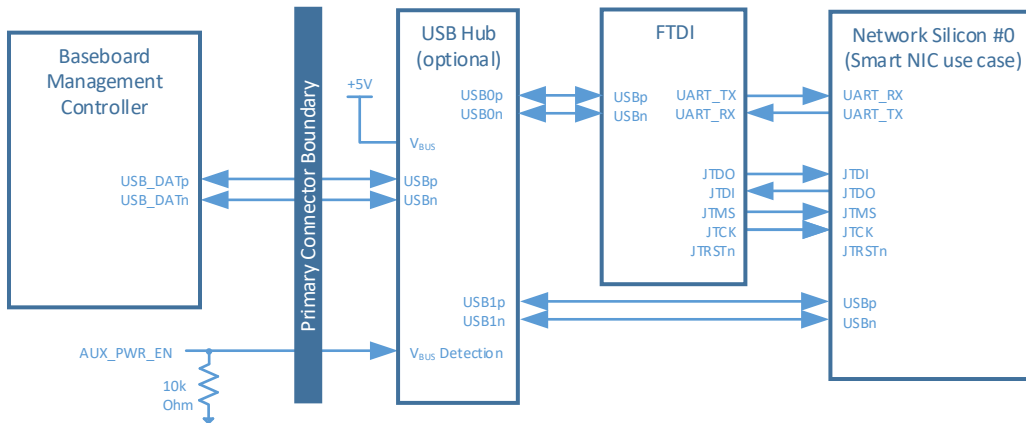 Baseboard
Management
Controller
USB_DATp
USB_DATn
AUX_PWR_EN
10k
Ohm
Primary Connector Boundary
+5V
USB Hub
(optional)
USB0p
USB0n
VBUS
USBp
USBn
USB1p
USB1n
VBUS Detection
FTDI
USBp
USBn
UART_TX
UART_RX
JTDO
JTDI
JTMS
JTCK
JTRSTn
Network Silicon #0
(Smart NIC use case)
UART_RX
UART_TX
JTDI
JTDO
JTMS
JTCK
JTRSTn
USBp
USBn